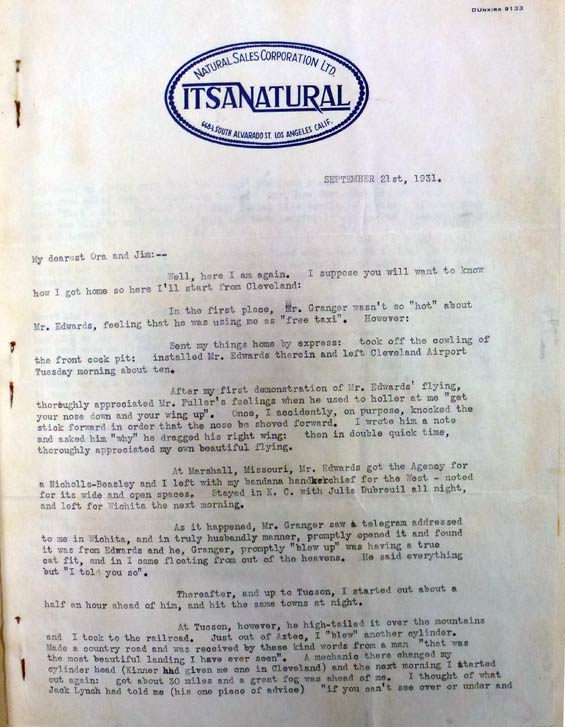 DUNKIRK 9133
NATURAL SALES CORPORATION LTD.
ITSANATURAL
668½ SOUTH ALVARADO ST. LOS ANGELES CALIF.
SEPTEMBER 21st, 1931.
My dearest Ora and Jim:--
Well, here I am again. I suppose you will want to know
how I got home so here I'll start from Cleveland:
In the first place, Mr. Granger wasn't so "hot" about
Mr. Edwards, feeling that he was using me as "free taxi". However:
Sent my things home by express: took off the cowling of
the front cock pit: installed Mr. Edwards therein and left Cleveland Airport
Tuesday morning about ten.
After my first demonstration of Mr. Edwards' flying,
thoroughly appreciated Mr. Fuller's feelings when he used to holler at me "get
your nose down and your wing up". Once, I accidently, on purpose, knocked the
stick forward in order that the nose be shoved forward. I wrote him a note
and asked him "why" he dragged his right wing: then in double quick time,
thoroughly appreciated my own beautiful flying.
At Marshall, Missouri, Mr. Edwards got the Agency for
a Nicholls-Beasley and I left with my bandana handkerchief for the West - noted
for its wide and open spaces. Stayed in K. C. with Julia Dubreuil all night,
and left for Wichita the next morning.
As it happened, Mr. Granger saw a telegram addressed
to me in Wichita, and in truly husbandly manner, promptly opened it and found
it was from Edwards and he, Granger, promptly "blew up" was having a true
cat fit, and in I came floating from out of the heavens. He said everything
but "I told you so".
Thereafter, and up to Tucson, I started out about a
half an hour ahead of him, and hit the same towns at night.
At Tucson, however, he high-tailed it over the mountains
and I took to the railroad. Just out of Aztec, I "blew" another cylinder.
Made a country road and was received by these kind words from a man "that was
the most beautiful landing I have ever seen". A mechanic there changed my
cylinder head (Kinner had given me one in Cleveland) and the next morning I started
out again: got about 30 miles and a great fog was ahead of me. I thought of what
Jack Lynch had told me (his one piece of advice) "if you can't see over or under and